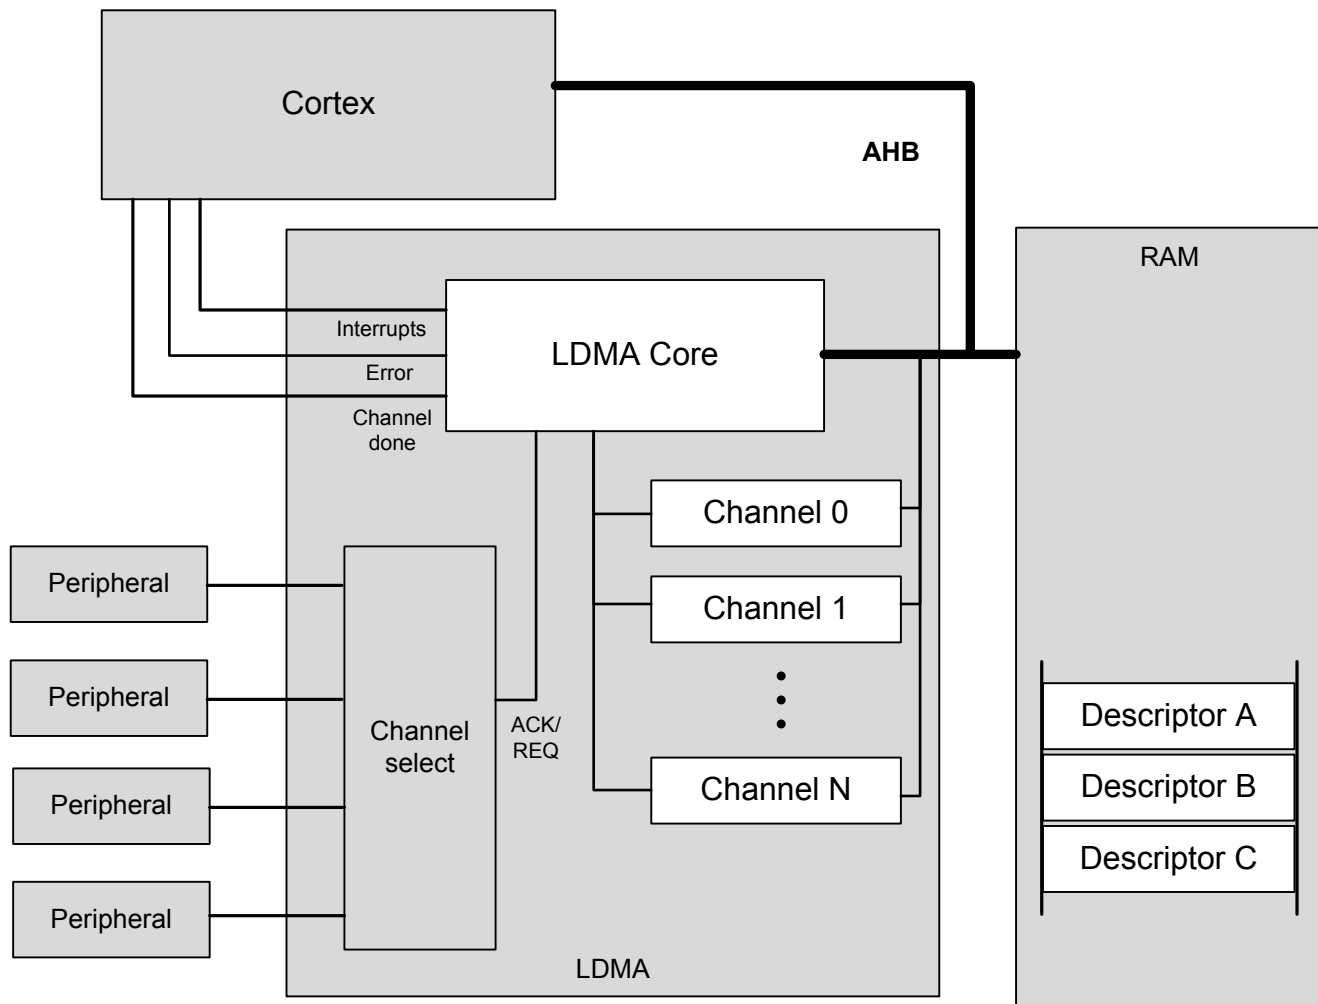 Cortex
AHB
RAM
LDMA Core
Interrupts
Error
Channel
done
Channel 0
Channel 1
Channel N
Peripheral
Peripheral
Peripheral
Peripheral
Channel
select
ACK/
REQ
Descriptor A
Descriptor B
Descriptor C
LDMA